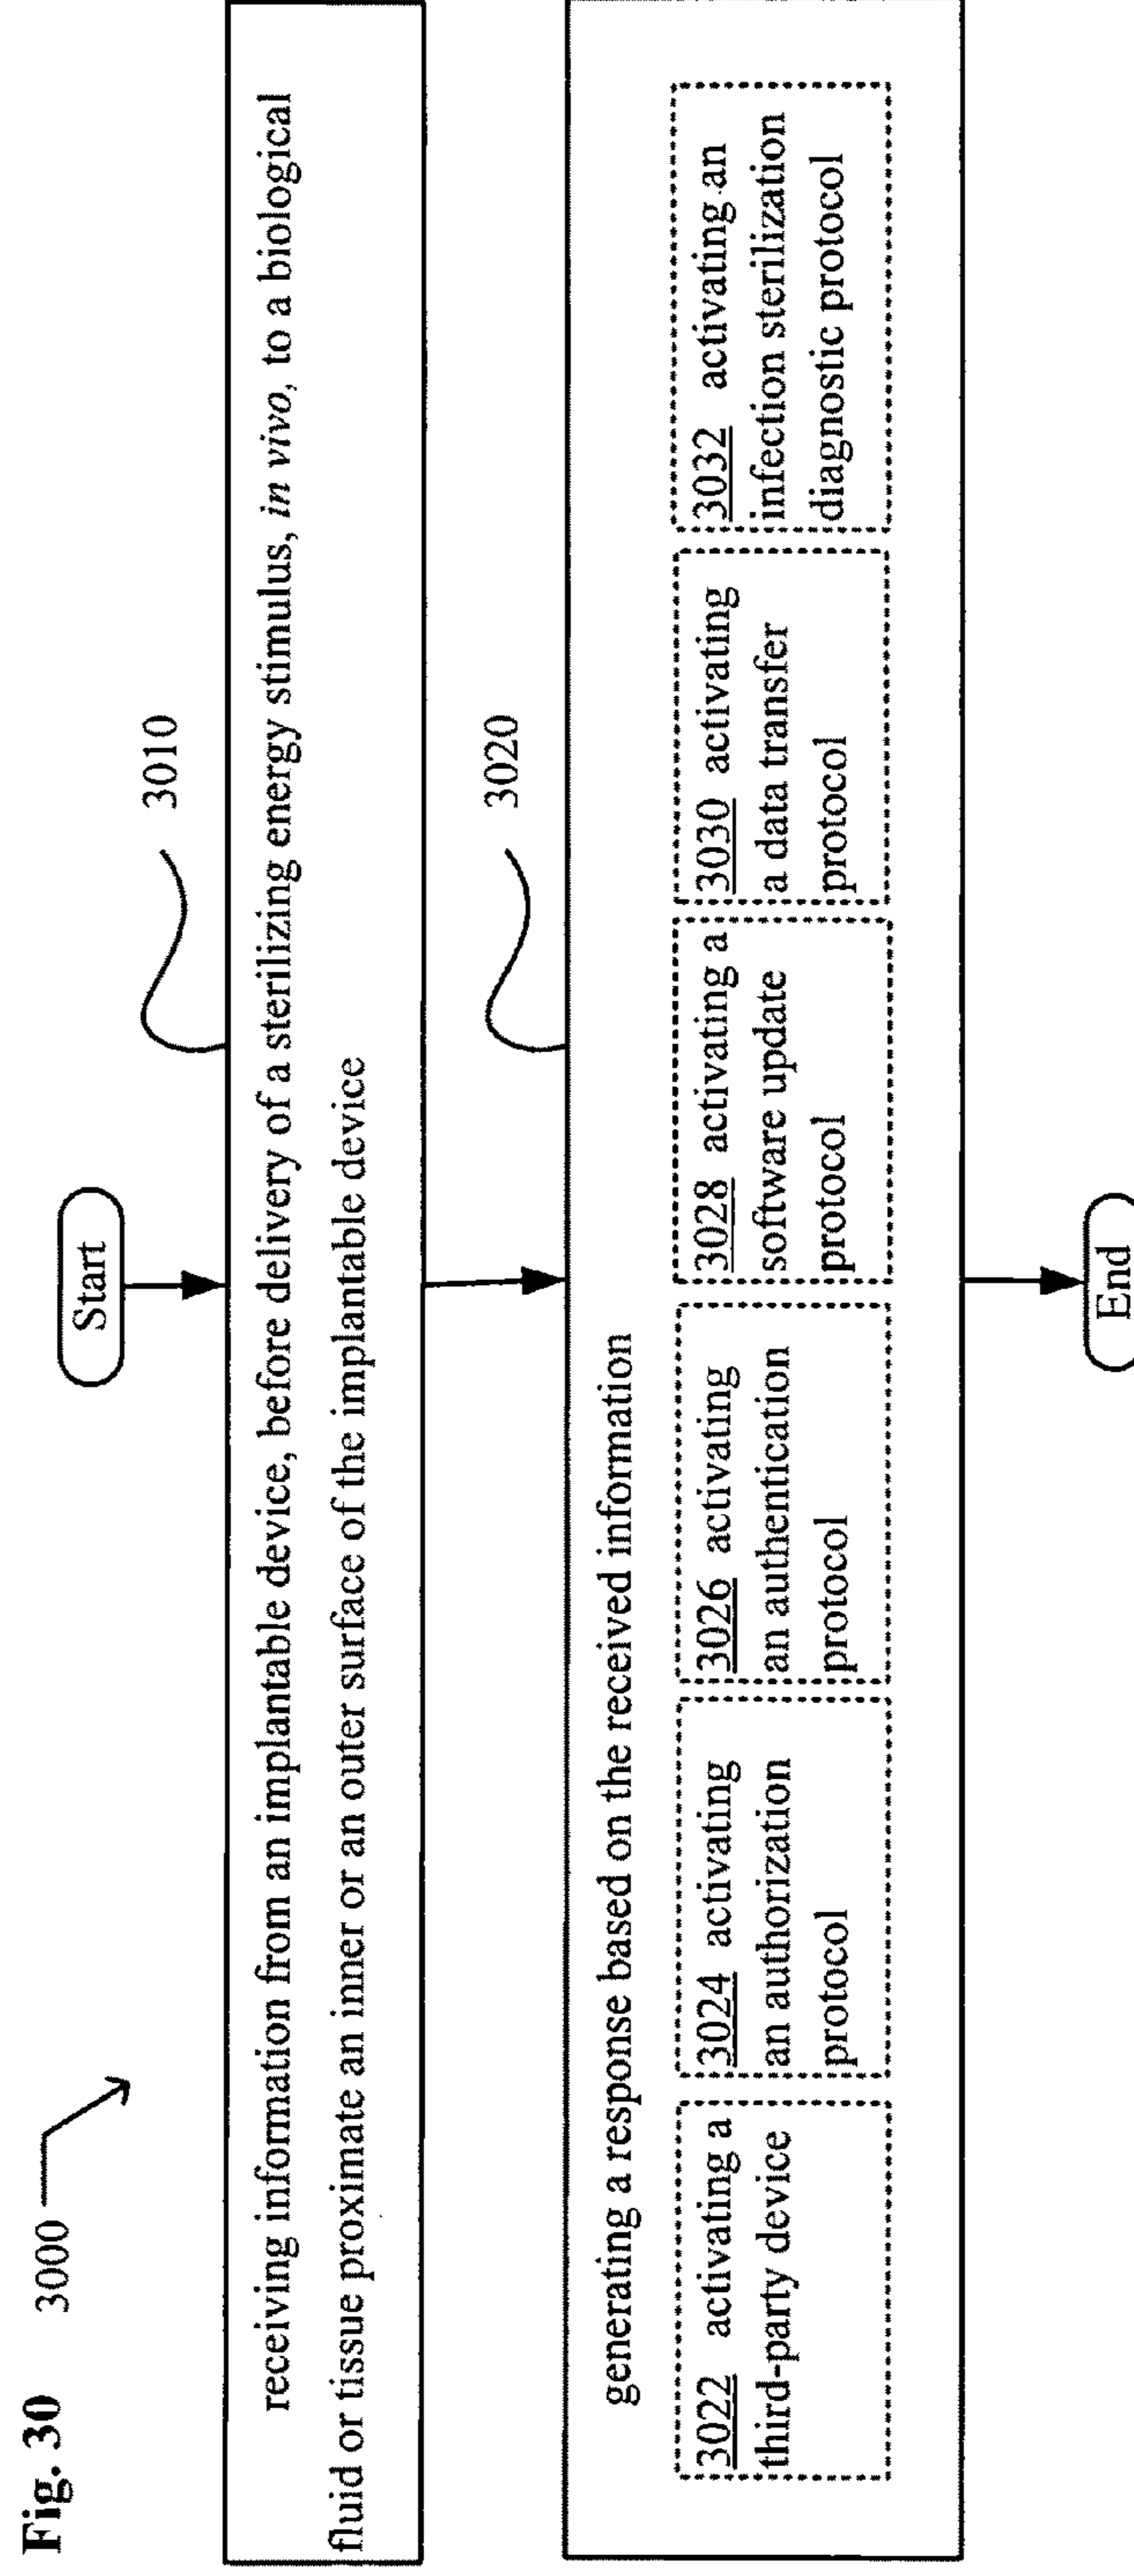 Fig. 30
3000
Start
3010
receiving information from an implantable device, before delivery of a sterilizing energy stimulus, in vivo, to a biological
fluid or tissue proximate an inner or an outer surface of the implantable device
3020
generating a response based on the received information
3022 activating a
third-party device
3024 activating
an authorization
protocol
3026 activating
an authentication
protocol
3028 activating a
software update
protocol
3030 activating
a data transfer
protocol
3032 activating an
infection sterilization
diagnostic protocol
End